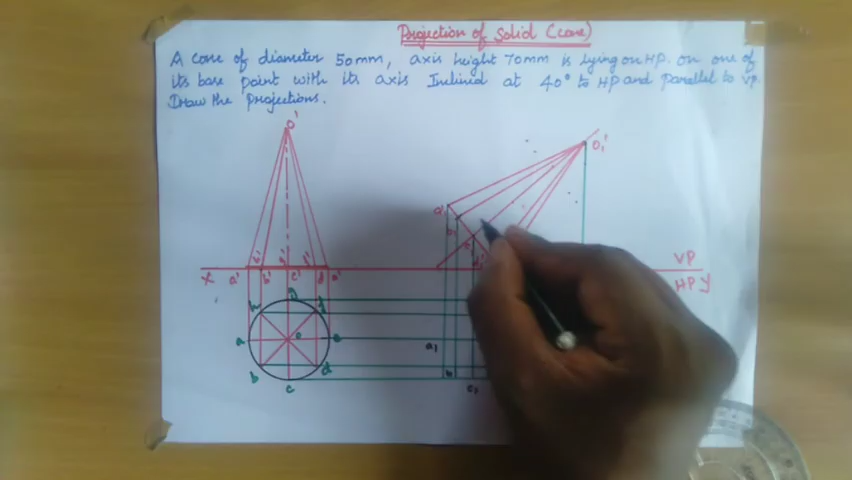 Projection of Solid (Cone)
A Cone of diameter 50mm, axis height 70mm is lying on HP. on one of
its base point with its axis Inclined at 40° to HP and parallel to VP.
Draw the projections.
o'
o₁'
a'
VP
X
a'
b'
c'
d'
e'
HP Y
h
a
o
e
a₁
b
d
b
c
c₁